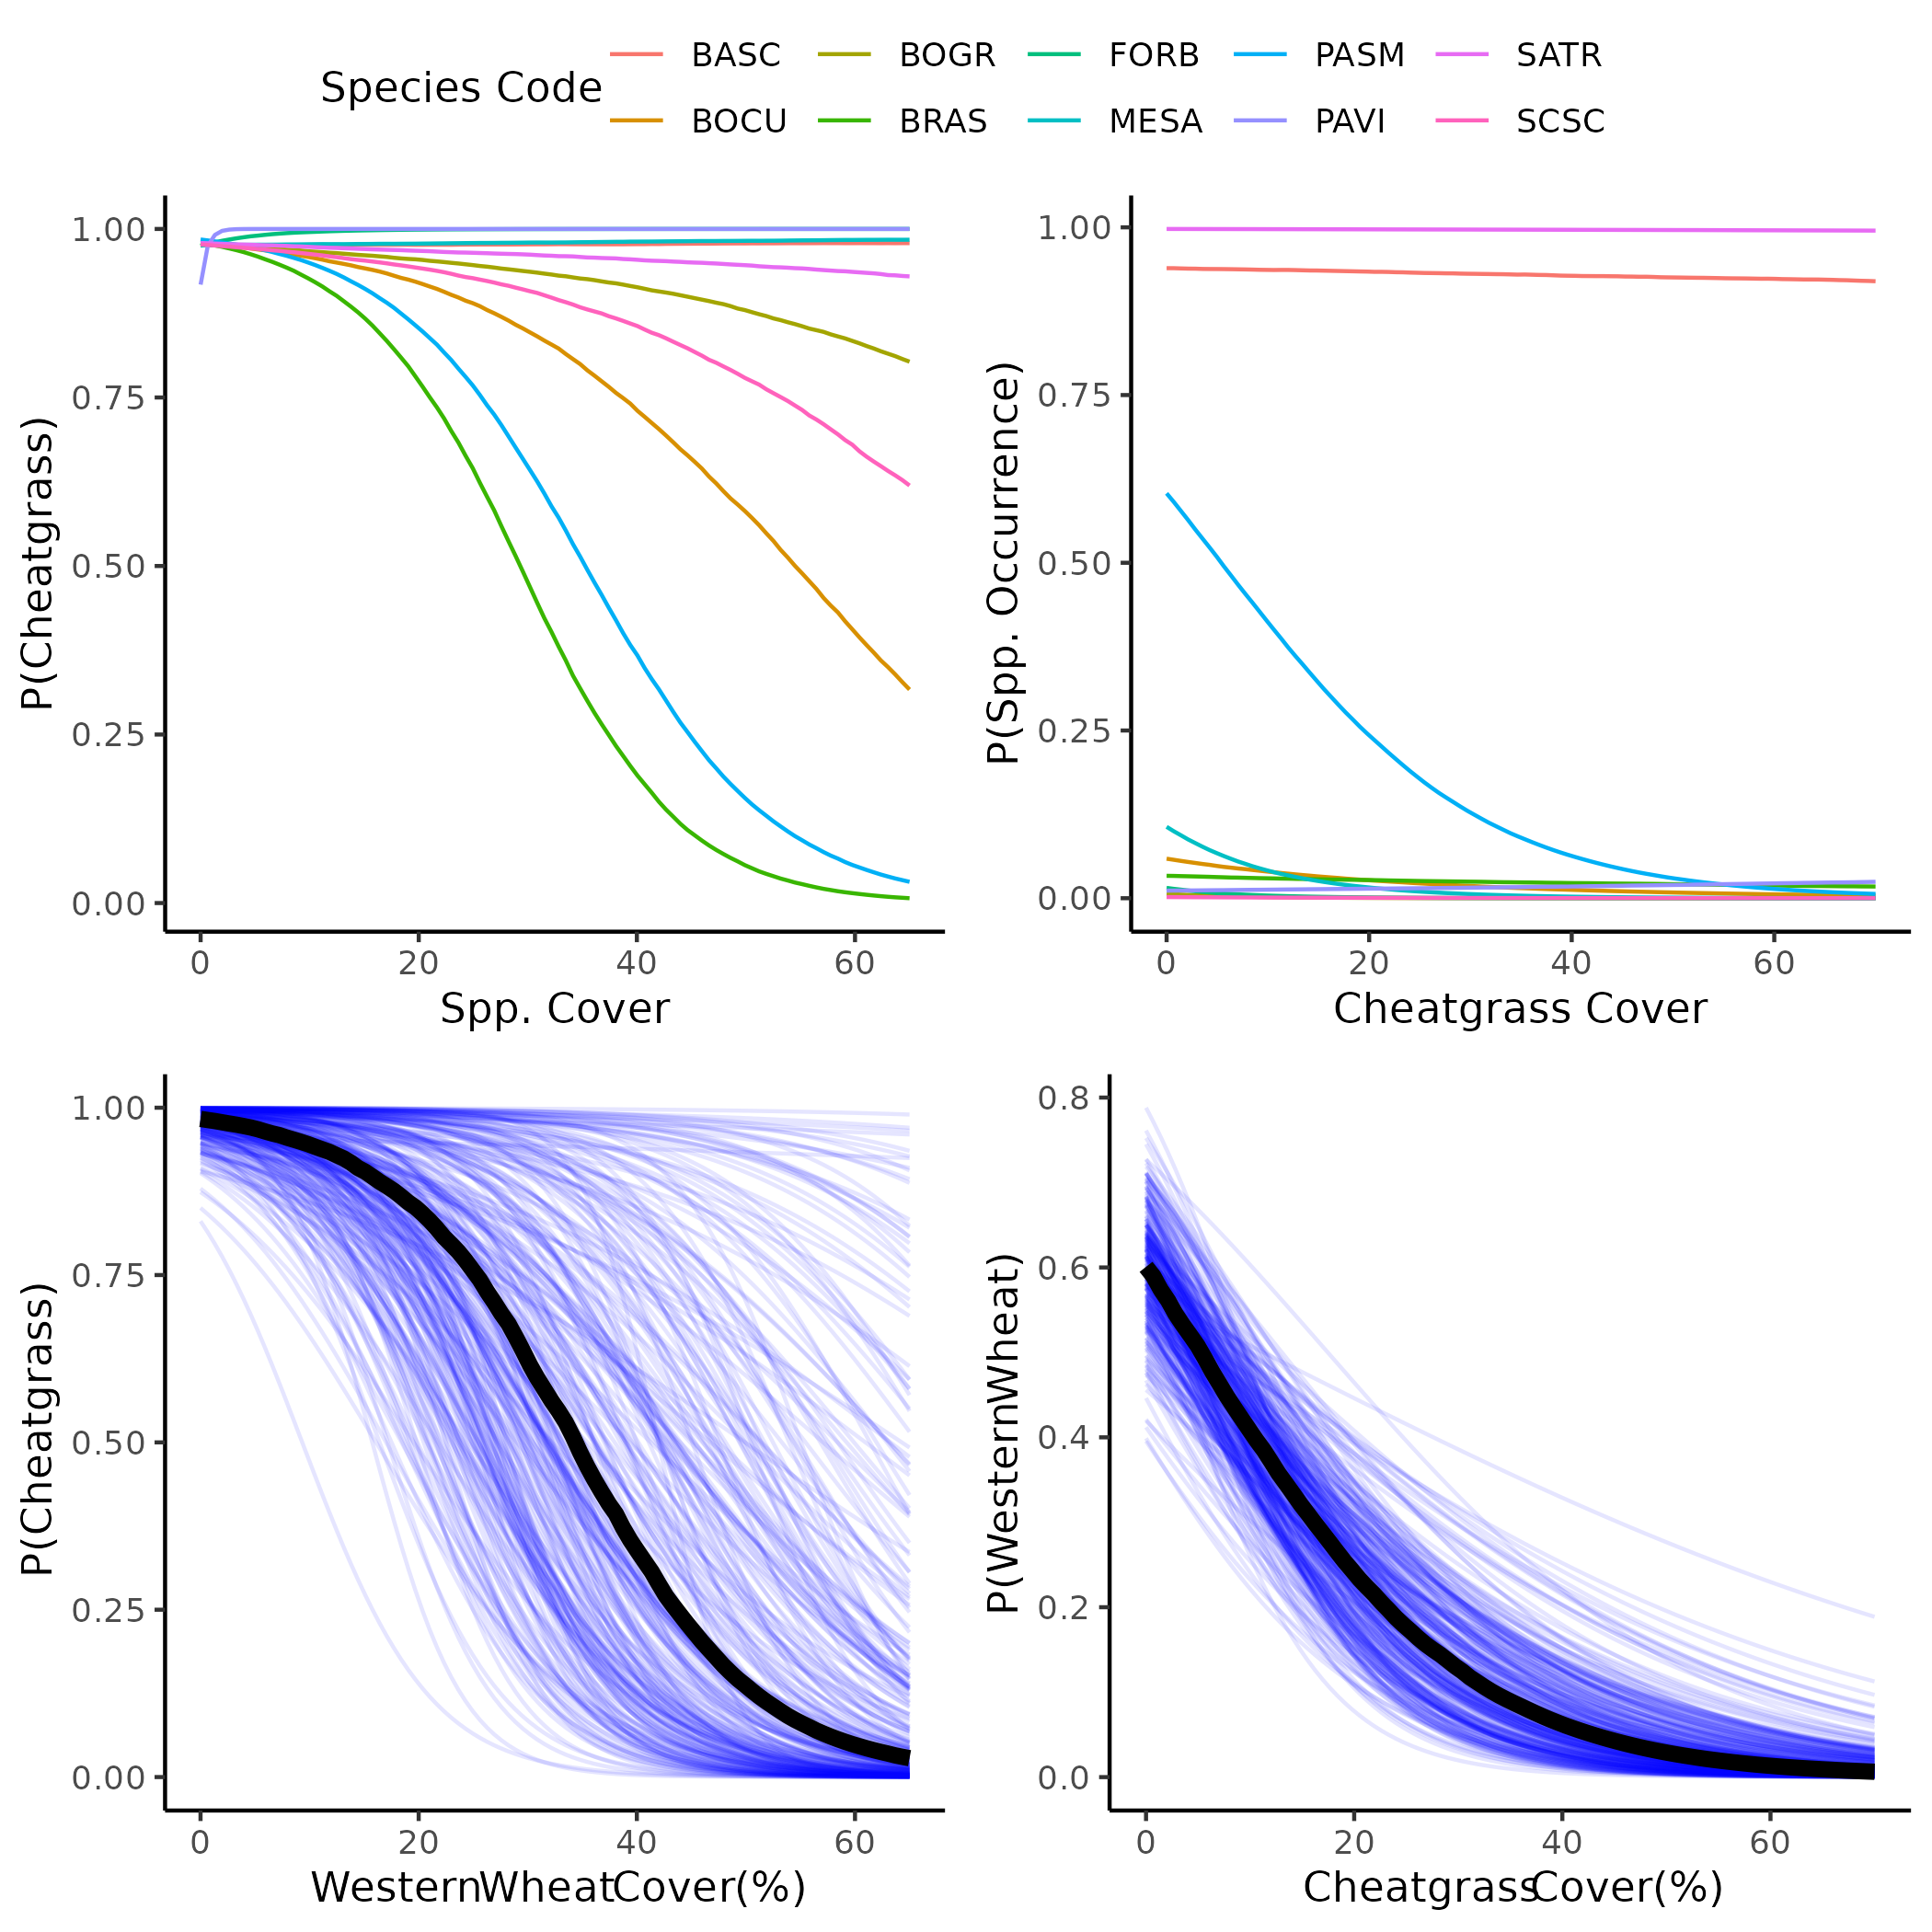 Species Code
BASC BOGR FORB PASM SATR
BOCU BRAS MESA PAVI SCSC
P(Cheatgrass)
1.00
0.75
0.50
0.25
0.00
0 20 40 60
Spp. Cover
P(Spp. Occurrence)
1.00
0.75
0.50
0.25
0.00
0 20 40 60
Cheatgrass Cover
P(Cheatgrass)
1.00
0.75
0.50
0.25
0.00
0 20 40 60
WesternWheatCover(%)
P(WesternWheat)
0.8
0.6
0.4
0.2
0.0
0 20 40 60
CheatgrassCover(%)